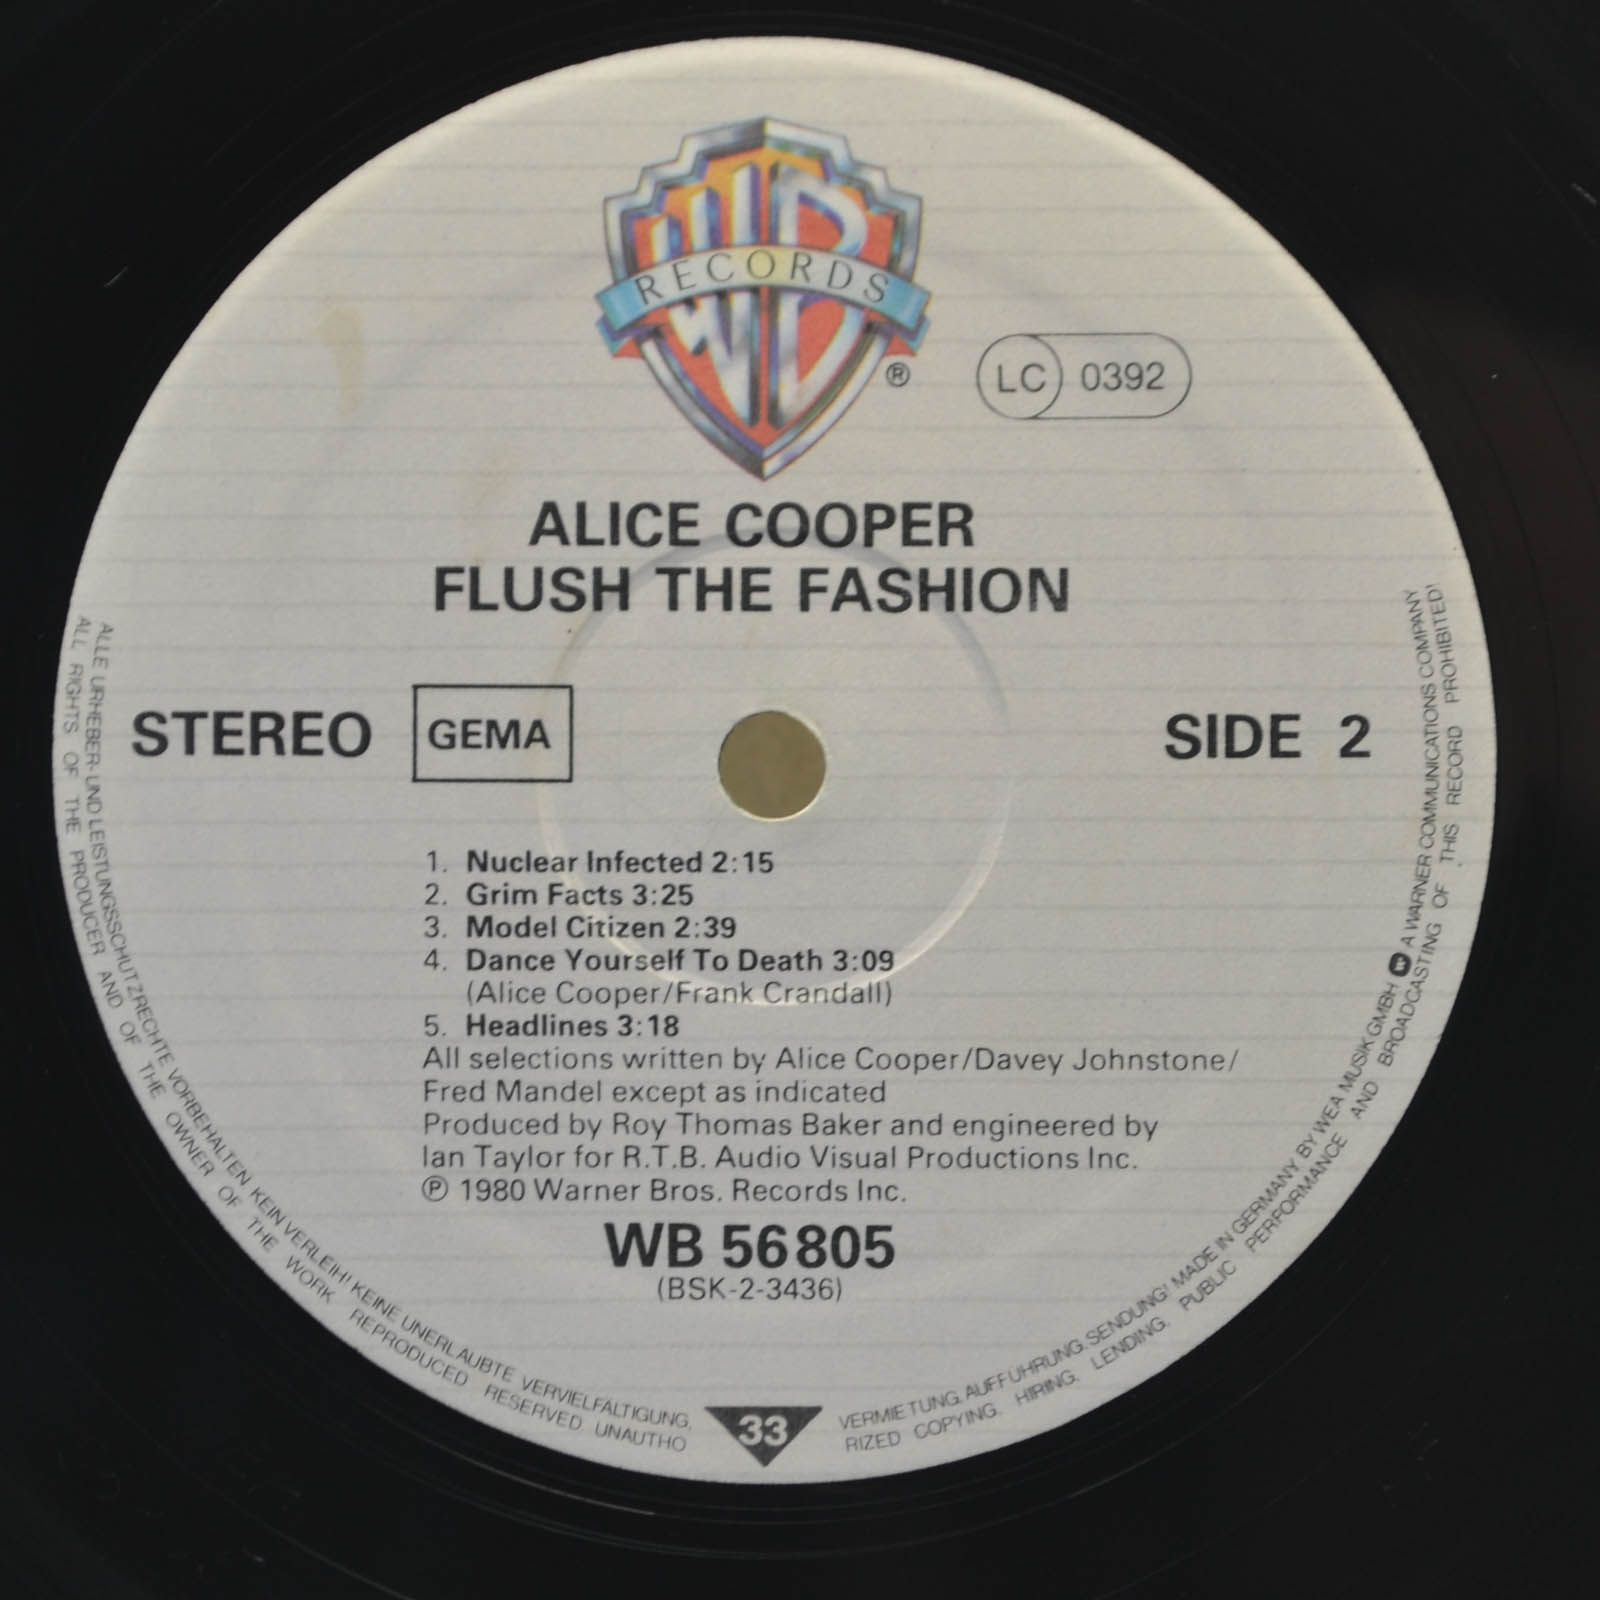 WB
RECORDS
®
LC 0392
ALICE COOPER
FLUSH THE FASHION
STEREO GEMA SIDE 2
1. Nuclear Infected 2:15
2. Grim Facts 3:25
3. Model Citizen 2:39
4. Dance Yourself To Death 3:09
(Alice Cooper/Frank Crandall)
5. Headlines 3:18
All selections written by Alice Cooper/Davey Johnstone/
Fred Mandel except as indicated
Produced by Roy Thomas Baker and engineered by
Ian Taylor for R.T.B. Audio Visual Productions Inc.
℗ 1980 Warner Bros. Records Inc.
WB 56805
(BSK-2-3436)
33
ALLE URHEBER- UND LEISTUNGSSCHUTZRECHTE VORBEHALTEN KEIN VERLEIH! KEINE UNERLAUBTE VERVIELFÄLTIGUNG, VERMIETUNG, AUFFÜHRUNG, SENDUNG! MADE IN GERMANY BY WEA MUSIK GMBH W A WARNER COMMUNICATIONS COMPANY
ALL RIGHTS OF THE PRODUCER AND OF THE OWNER OF THE WORK REPRODUCED RESERVED UNAUTHORIZED COPYING, HIRING, LENDING, PUBLIC PERFORMANCE AND BROADCASTING OF THIS RECORD PROHIBITED!